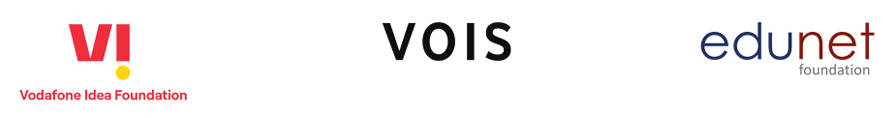 VI
Vodafone Idea Foundation
VOIS
edunet
foundation